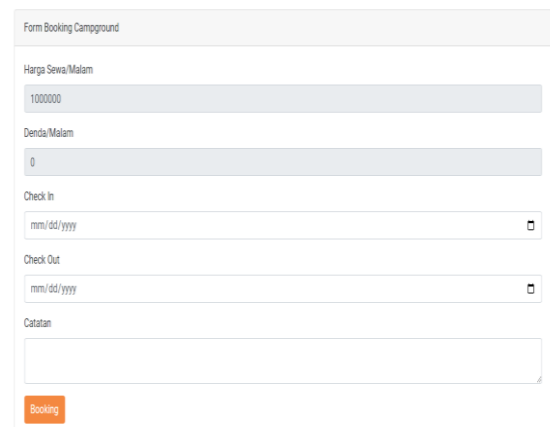 Form Booking Campground
Harga Sewa/Malam
1000000
Denda/Malam
0
Check In
mm/dd/yyyy
Check Out
mm/dd/yyyy
Catatan
Booking